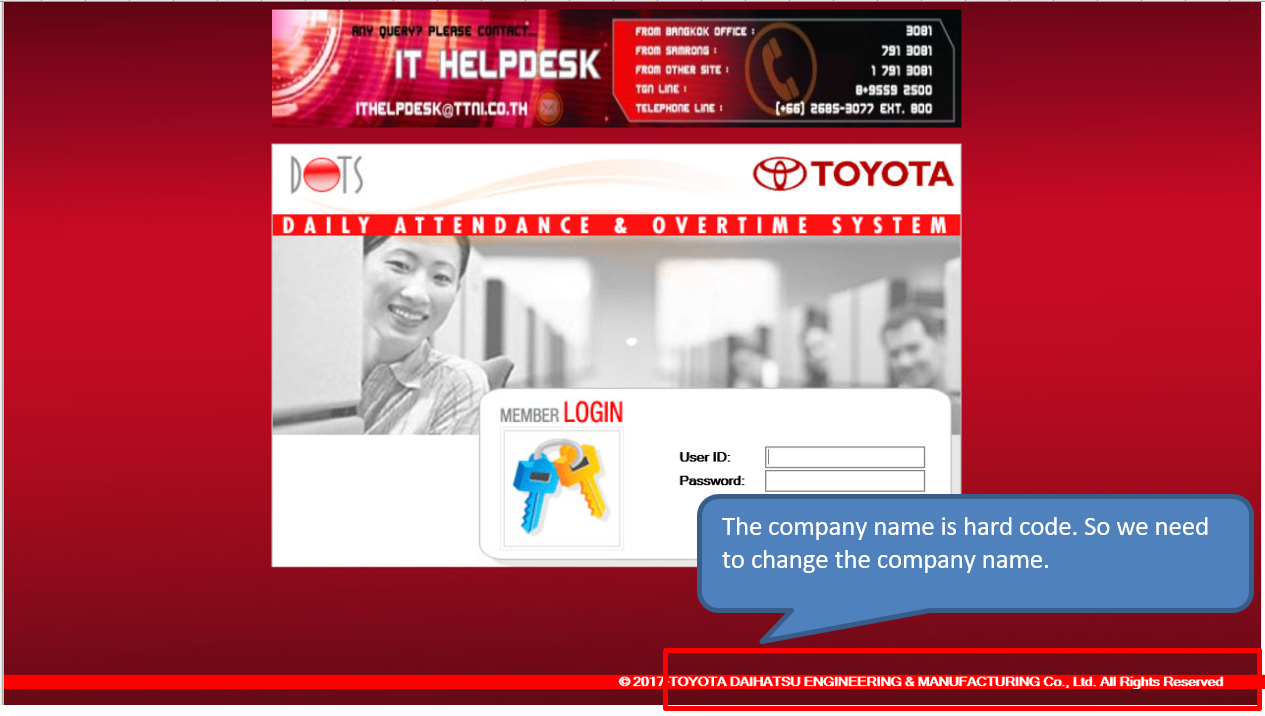 ANY QUERY? PLEASE CONTACT...
IT HELPDESK
ITHELPDESK@TTNI.CO.TH
FROM BANGKOK OFFICE : 3081
FROM SAMRONG : 791 3081
FROM OTHER SITE : 1 791 3081
TGN LINE : 8+9559 2500
TELEPHONE LINE : (+66) 2685-3077 EXT. 800
DOTS
TOYOTA
DAILY ATTENDANCE & OVERTIME SYSTEM
MEMBER LOGIN
User ID:
Password:
The company name is hard code. So we need
to change the company name.
© 2017 TOYOTA DAIHATSU ENGINEERING & MANUFACTURING Co., Ltd. All Rights Reserved